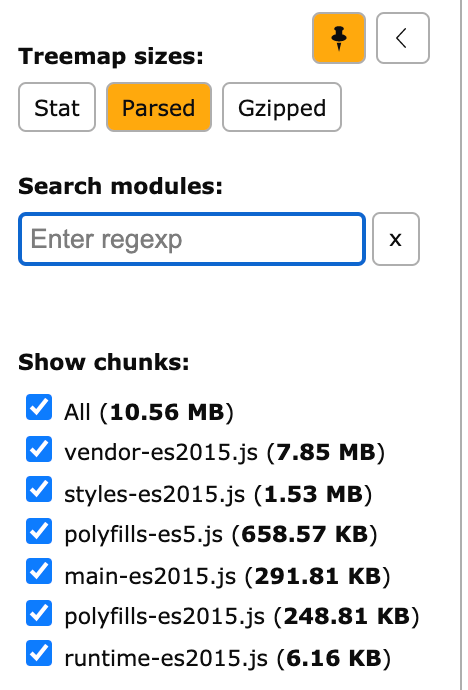 Treemap sizes:
Stat Parsed Gzipped
Search modules:
Enter regexp x
Show chunks:
All (10.56 MB)
vendor-es2015.js (7.85 MB)
styles-es2015.js (1.53 MB)
polyfills-es5.js (658.57 KB)
main-es2015.js (291.81 KB)
polyfills-es2015.js (248.81 KB)
runtime-es2015.js (6.16 KB)